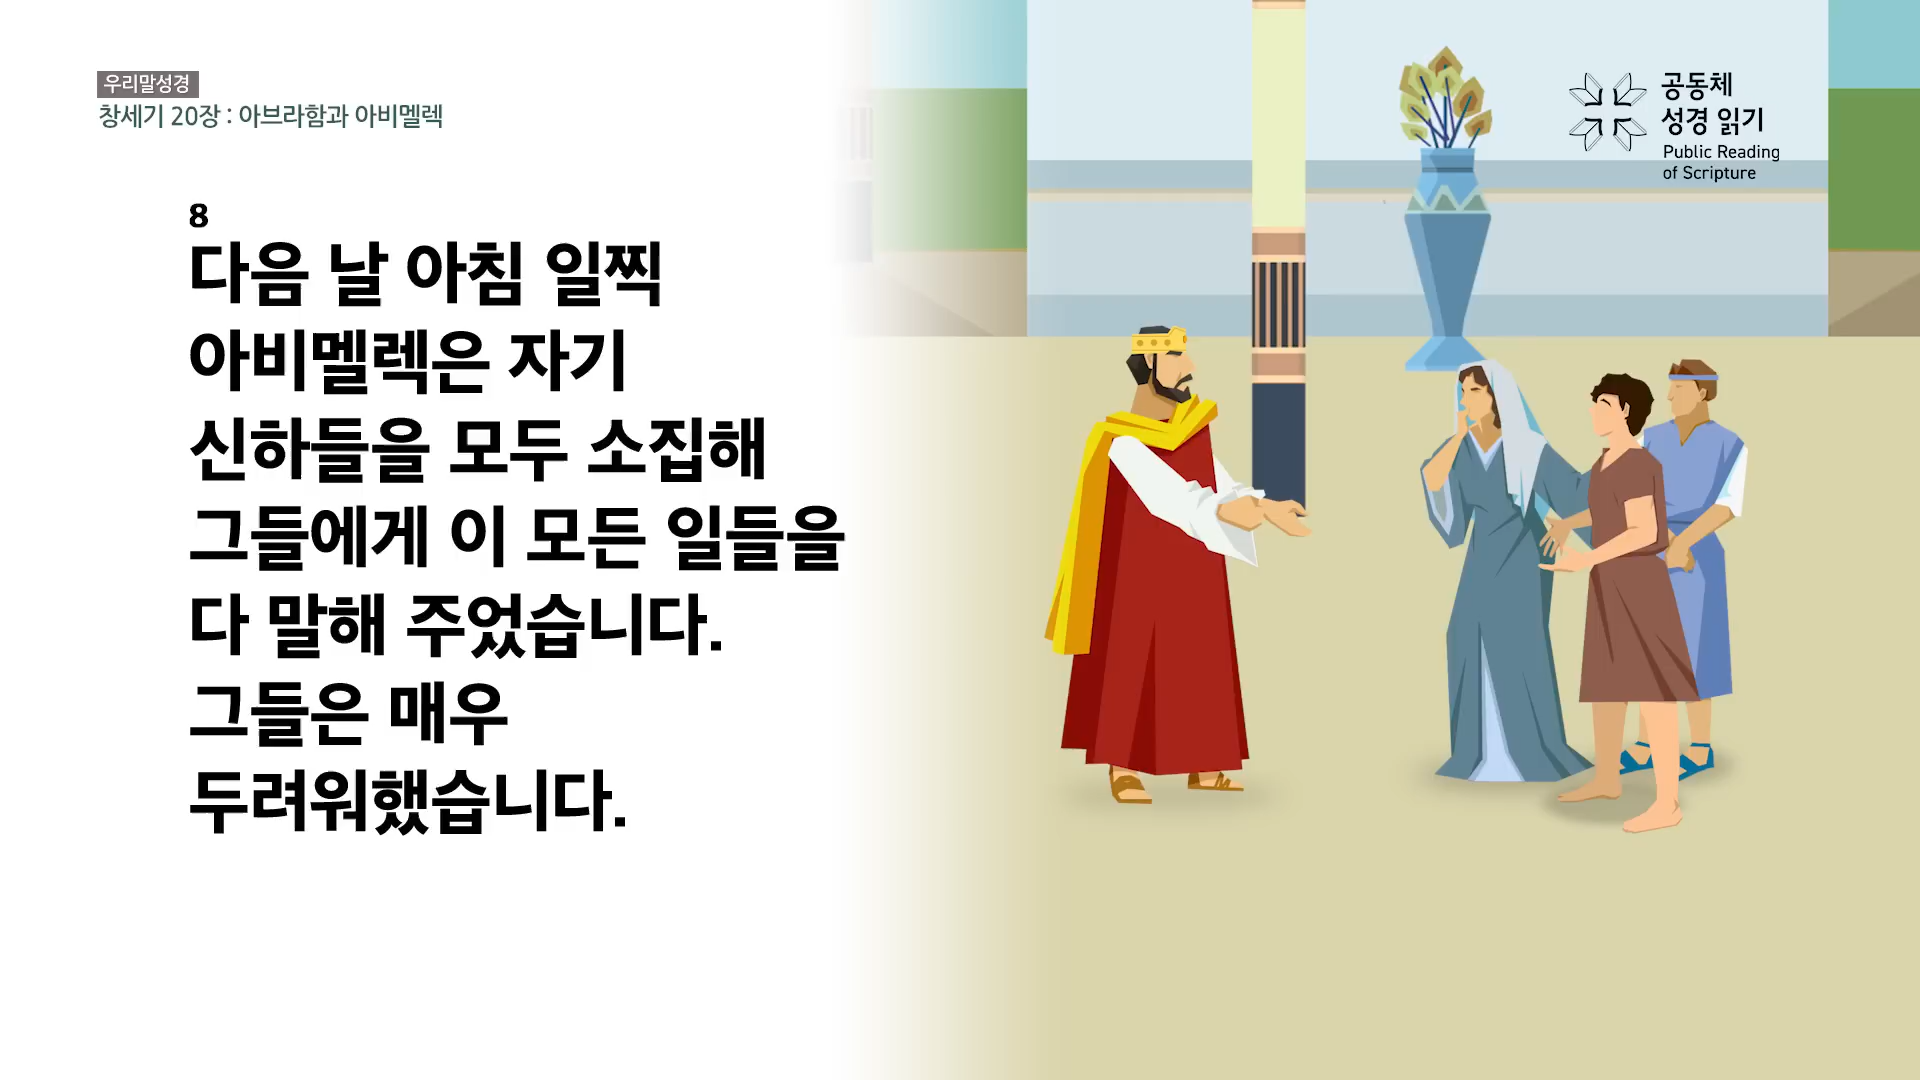 우리말성경
창세기 20장 : 아브라함과 아비멜렉
8
다음 날 아침 일찍
아비멜렉은 자기
신하들을 모두 소집해
그들에게 이 모든 일들을
다 말해 주었습니다.
그들은 매우
두려워했습니다.
공동체
성경 읽기
Public Reading
of Scripture